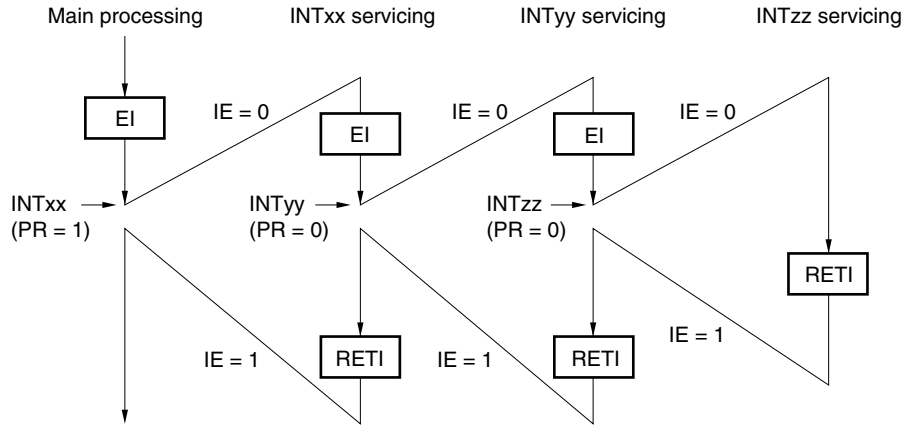 Main processing
INTxx servicing
INTyy servicing
INTzz servicing
EI
IE = 0
EI
IE = 0
EI
IE = 0
INTxx
(PR = 1)
INTyy
(PR = 0)
INTzz
(PR = 0)
RETI
IE = 1
RETI
IE = 1
RETI
IE = 1